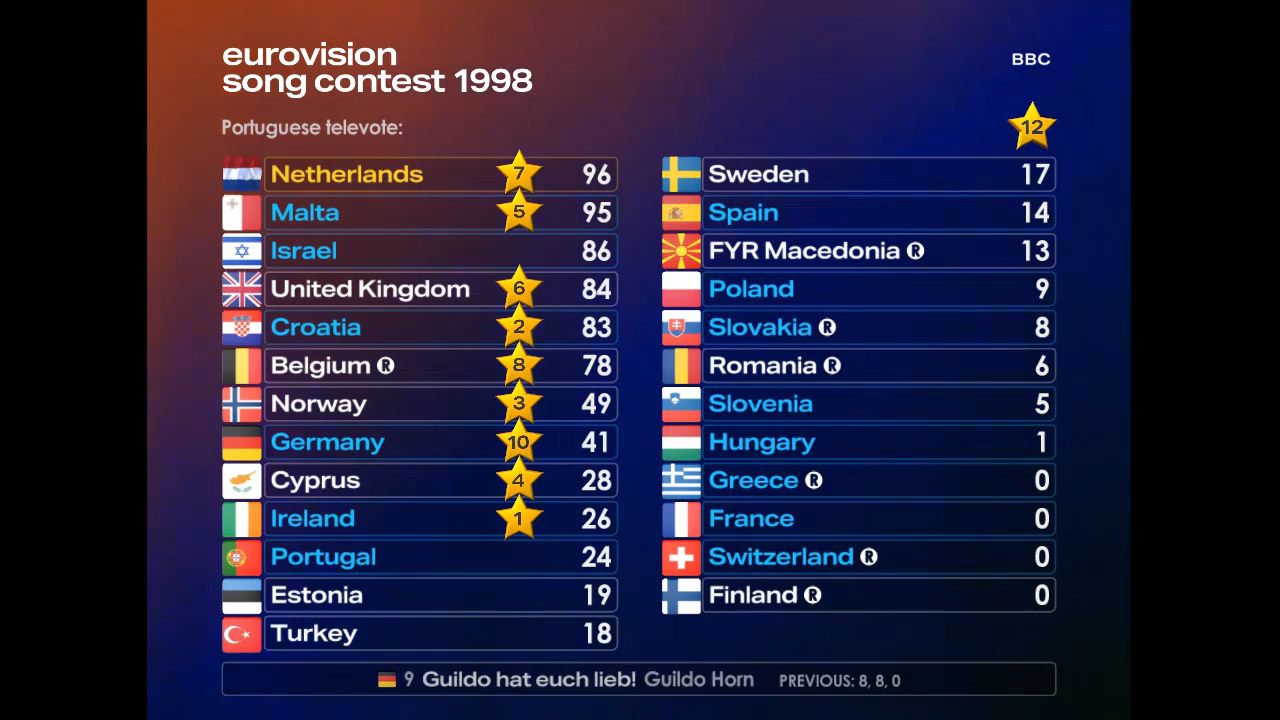 eurovision
song contest 1998
BBC
Portuguese televote:
12
Netherlands 7 96
Malta 5 95
Israel 86
United Kingdom 6 84
Croatia 2 83
Belgium R 8 78
Norway 3 49
Germany 10 41
Cyprus 4 28
Ireland 1 26
Portugal 24
Estonia 19
Turkey 18
Sweden 17
Spain 14
FYR Macedonia R 13
Poland 9
Slovakia R 8
Romania R 6
Slovenia 5
Hungary 1
Greece R 0
France 0
Switzerland R 0
Finland R 0
9 Guildo hat euch lieb! Guildo Horn PREVIOUS: 8, 8, 0